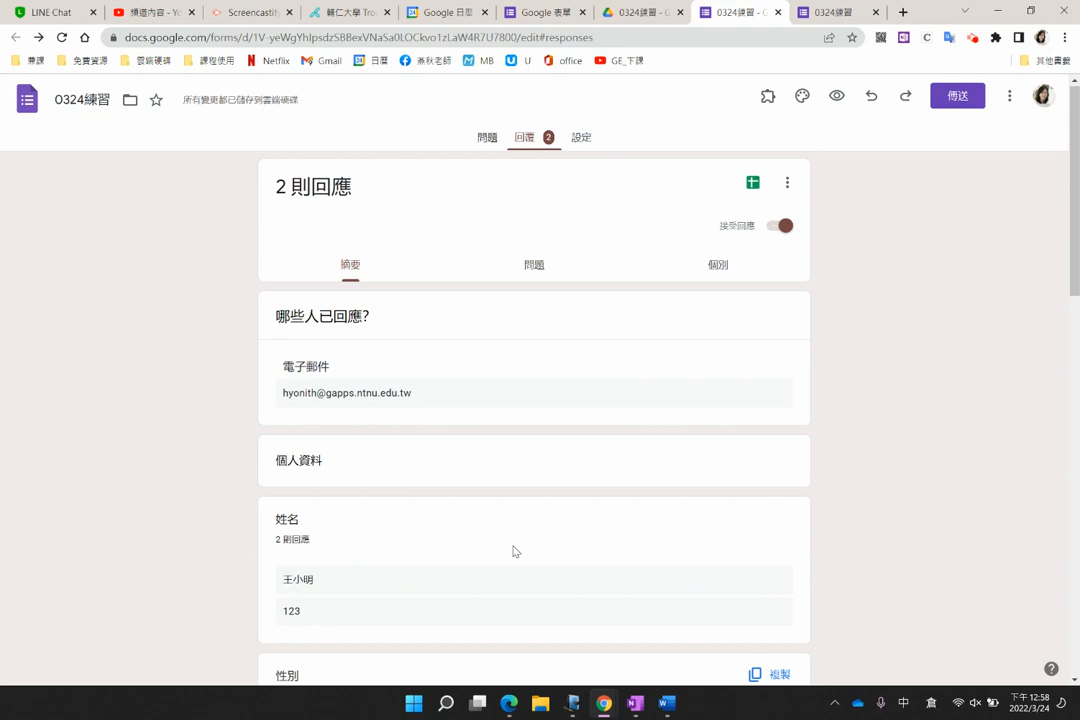 LINE Chat
頻道內容 - Yo
Screencastif
輔仁大學 Tro
Google 日曆
Google 表單
0324練習 - G
0324練習 - G
0324練習
docs.google.com/forms/d/1V-yeWgYhIpsdzSBBexVNaSa0LOCkvo1zLaW4R7U7800/edit#responses
兼課
免費資源
雲端硬碟
課程使用
Netflix
Gmail
日曆
燕秋老師
MB
U
office
GE_下課
其他書籤
0324練習
所有變更都已儲存到雲端硬碟
傳送
問題
回覆 2
設定
2 則回應
接受回應
摘要
問題
個別
哪些人已回應?
電子郵件
hyonith@gapps.ntnu.edu.tw
個人資料
姓名
2 則回應
王小明
123
性別
複製
中
倉
下午 12:58
2022/3/24